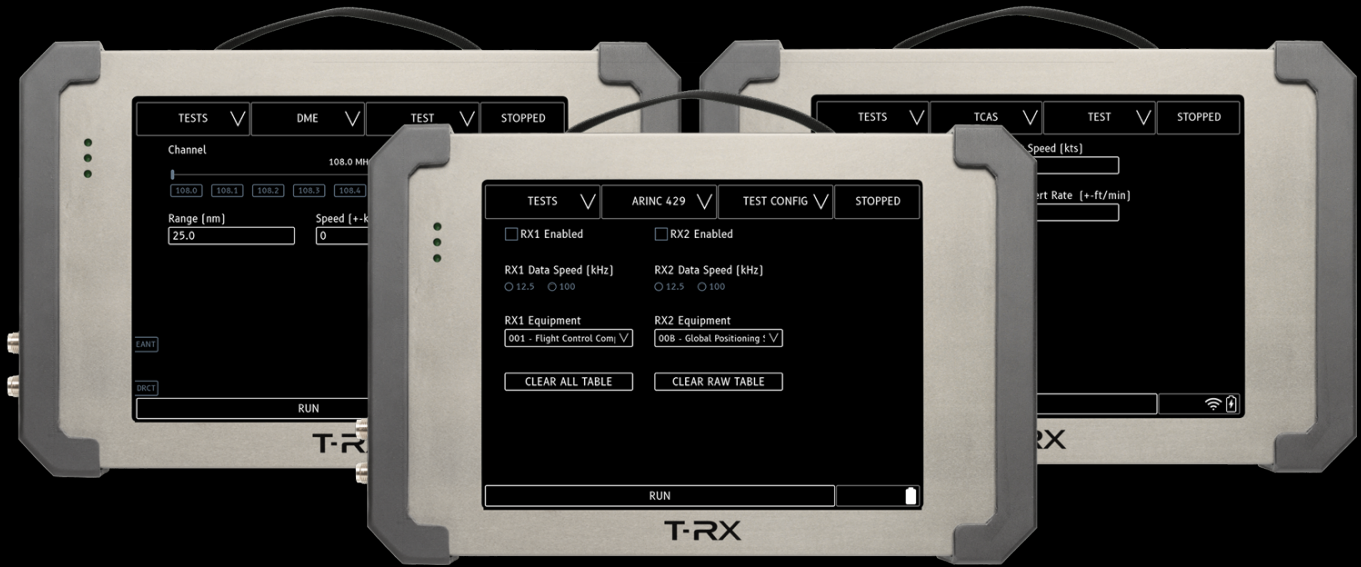 TESTS DME TEST STOPPED
Channel
108.0 MH
108.0 108.1 108.2 108.3 108.4
Range (nm) Speed (+-k
25.0 0
EANT
DRCT
RUN
T-R
TESTS ARINC 429 TEST CONFIG STOPPED
RX1 Enabled RX2 Enabled
RX1 Data Speed (kHz) RX2 Data Speed (kHz)
12.5 100 12.5 100
RX1 Equipment RX2 Equipment
001 - Flight Control Com 00B - Global Positioning
CLEAR ALL TABLE CLEAR RAW TABLE
RUN
T-RX
TESTS TCAS TEST STOPPED
Speed (kts)
ert Rate (+-ft/min)
RX